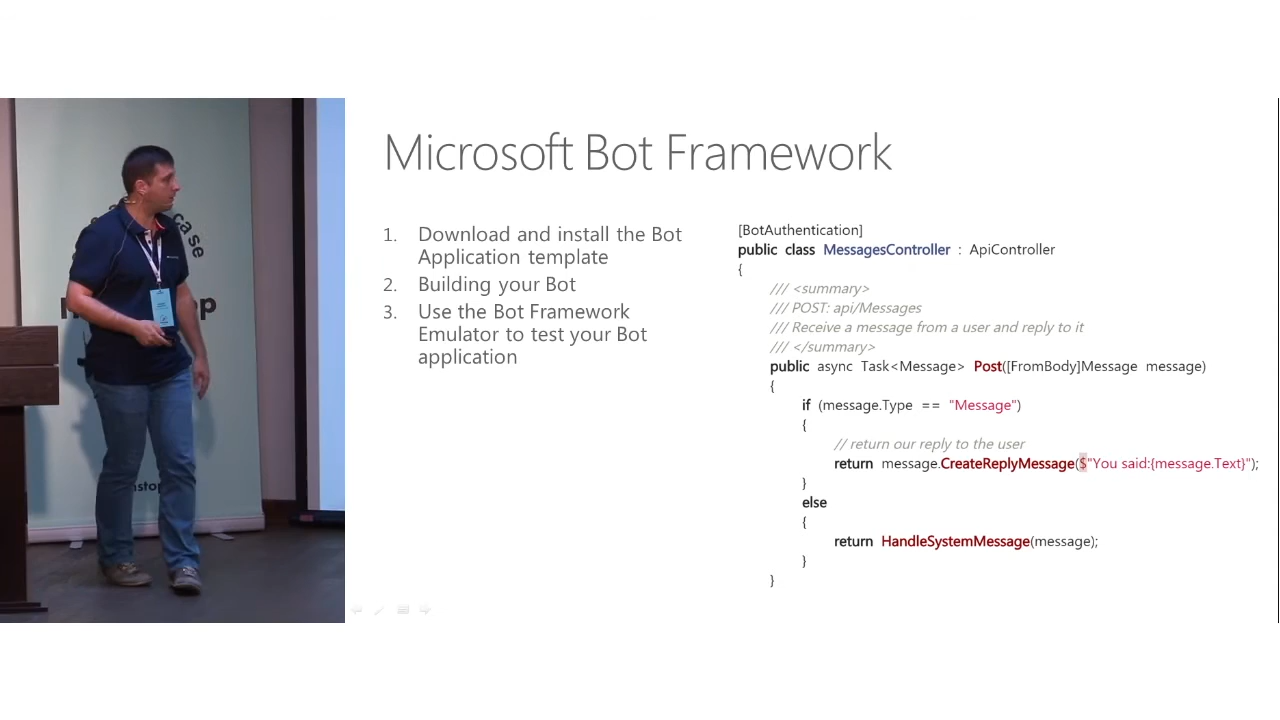 Microsoft Bot Framework
1. Download and install the Bot
Application template
2. Building your Bot
3. Use the Bot Framework
Emulator to test your Bot
application
[BotAuthentication]
public class MessagesController : ApiController
{
/// <summary>
/// POST: api/Messages
/// Receive a message from a user and reply to it
/// </summary>
public async Task<Message> Post([FromBody]Message message)
{
if (message.Type == "Message")
{
// return our reply to the user
return message.CreateReplyMessage($"You said:{message.Text}");
}
else
{
return HandleSystemMessage(message);
}
}
case